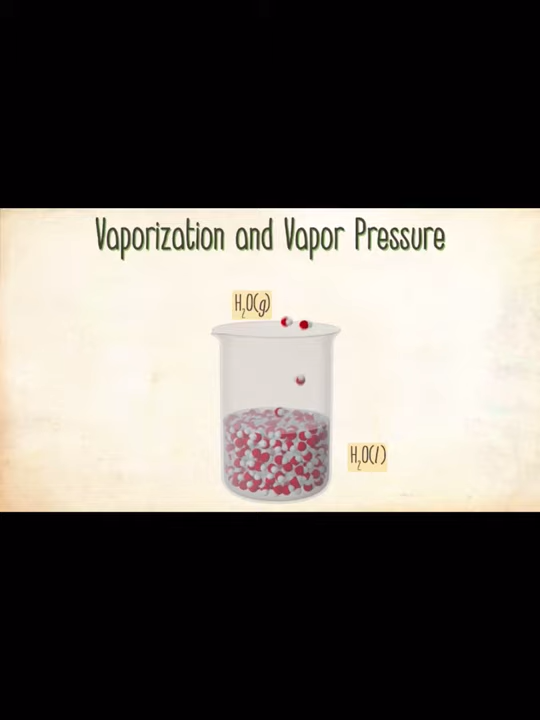 Vaporization and Vapor Pressure
H₂O(g)
H₂O(l)